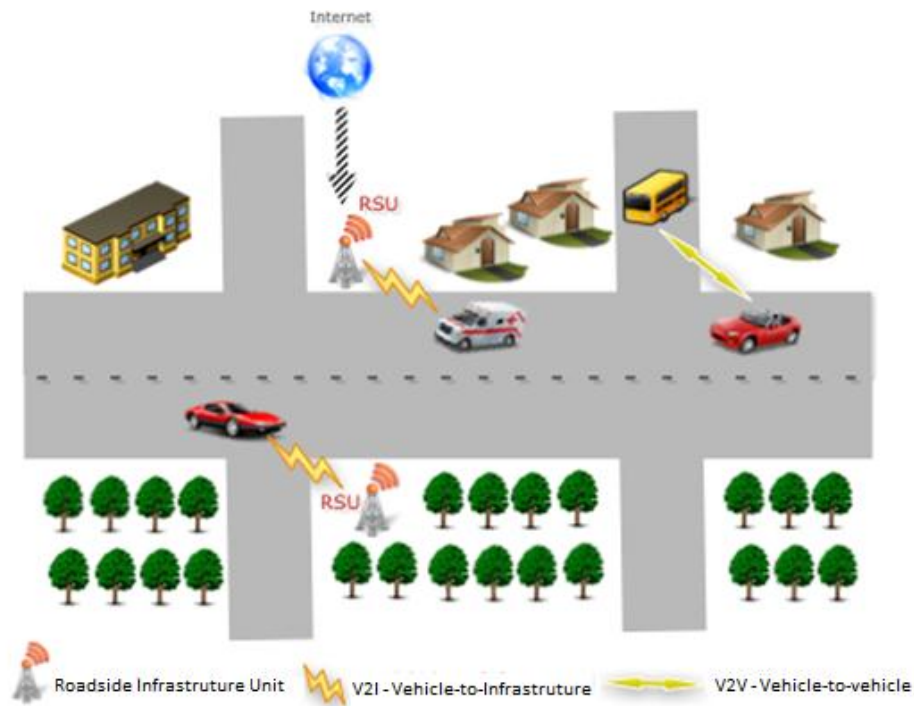 Internet
RSU
RSU
Roadside Infrastruture Unit
V2I - Vehicle-to-Infrastruture
V2V - Vehicle-to-vehicle